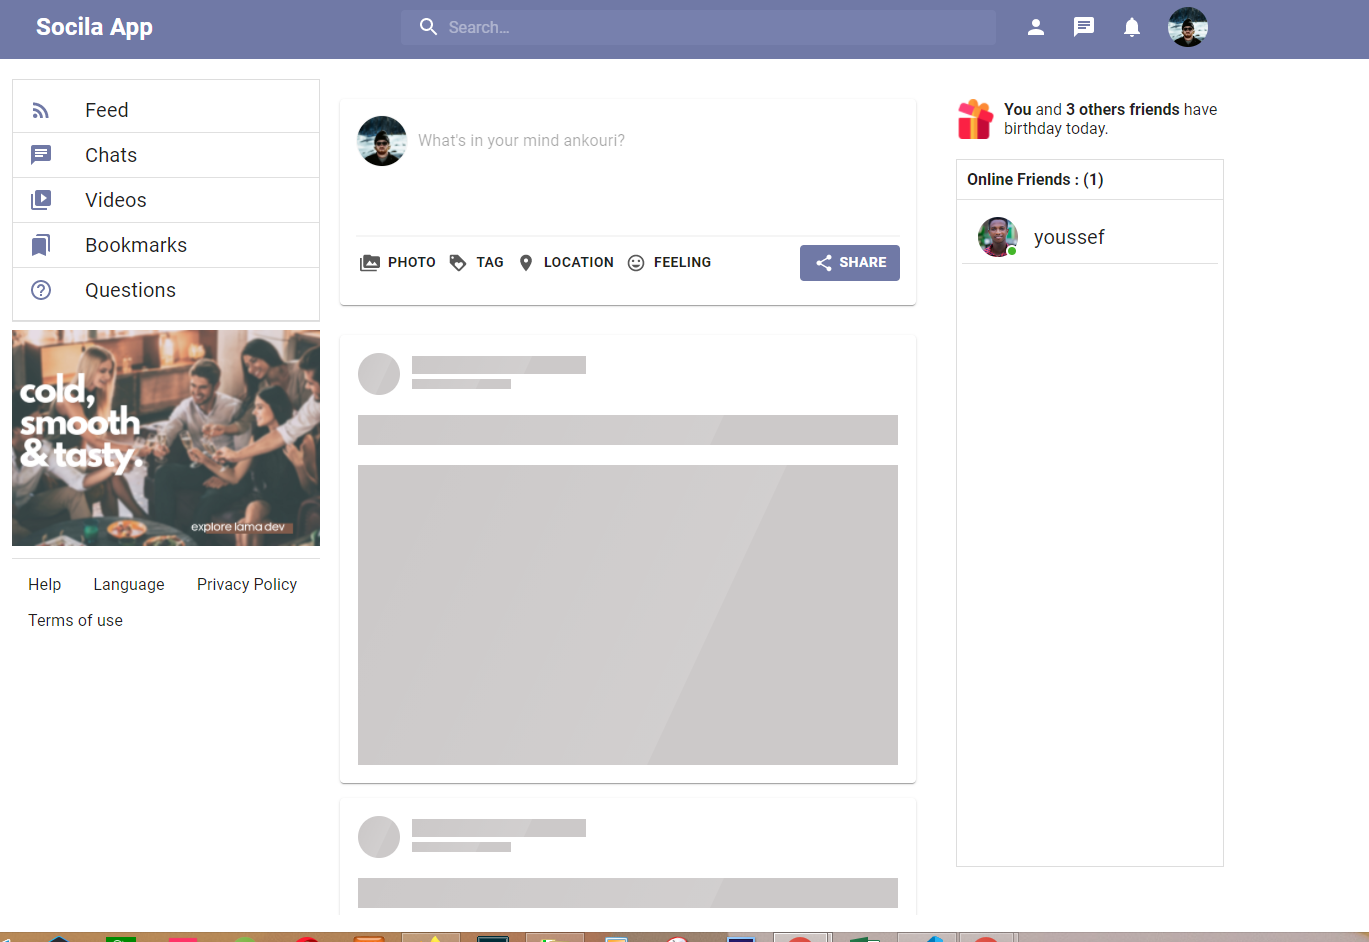 Socila App
Search...
Feed
Chats
Videos
Bookmarks
Questions
cold,
smooth
& tasty.
explore lama dev
Help
Language
Privacy Policy
Terms of use
What's in your mind ankouri?
PHOTO
TAG
LOCATION
FEELING
SHARE
You and 3 others friends have
birthday today.
Online Friends : (1)
youssef